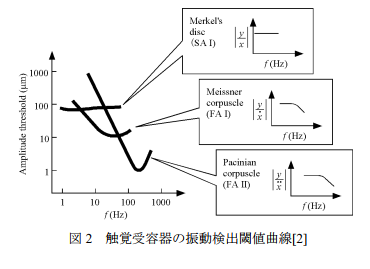 Merkel's
disc
(SA I)
|y/x|
f (Hz)
Amplitude threshold (μm)
1000
100
10
1
1 10 100 1000
f (Hz)
Meissner
corpuscle
(FA I)
|y/ẋ|
f (Hz)
Pacinian
corpuscle
(FA II)
|y/ẍ|
f (Hz)
図 2 触覚受容器の振動検出閾値曲線[2]